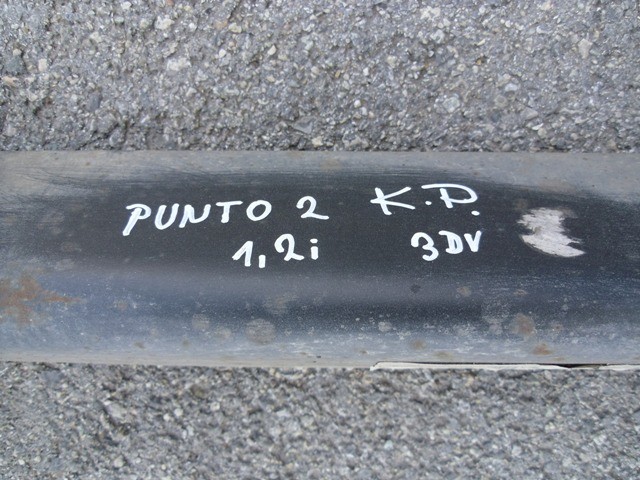 PUNTO 2 K.P.
1,2i 3DV